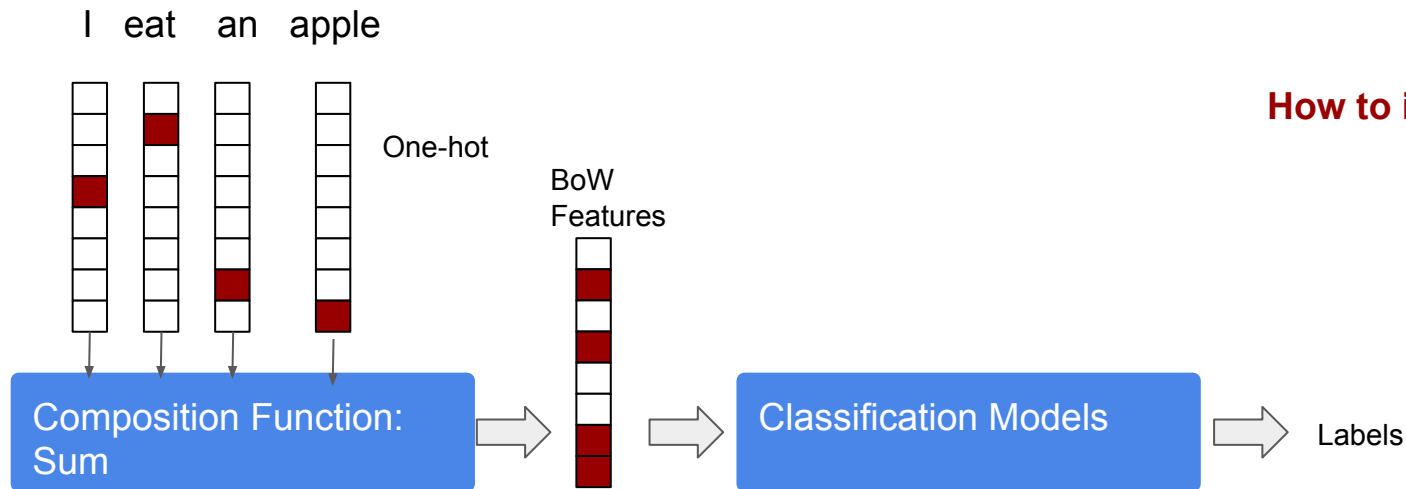 I eat an apple
How to i
One-hot
BoW
Features
Composition Function:
Sum
Classification Models
Labels